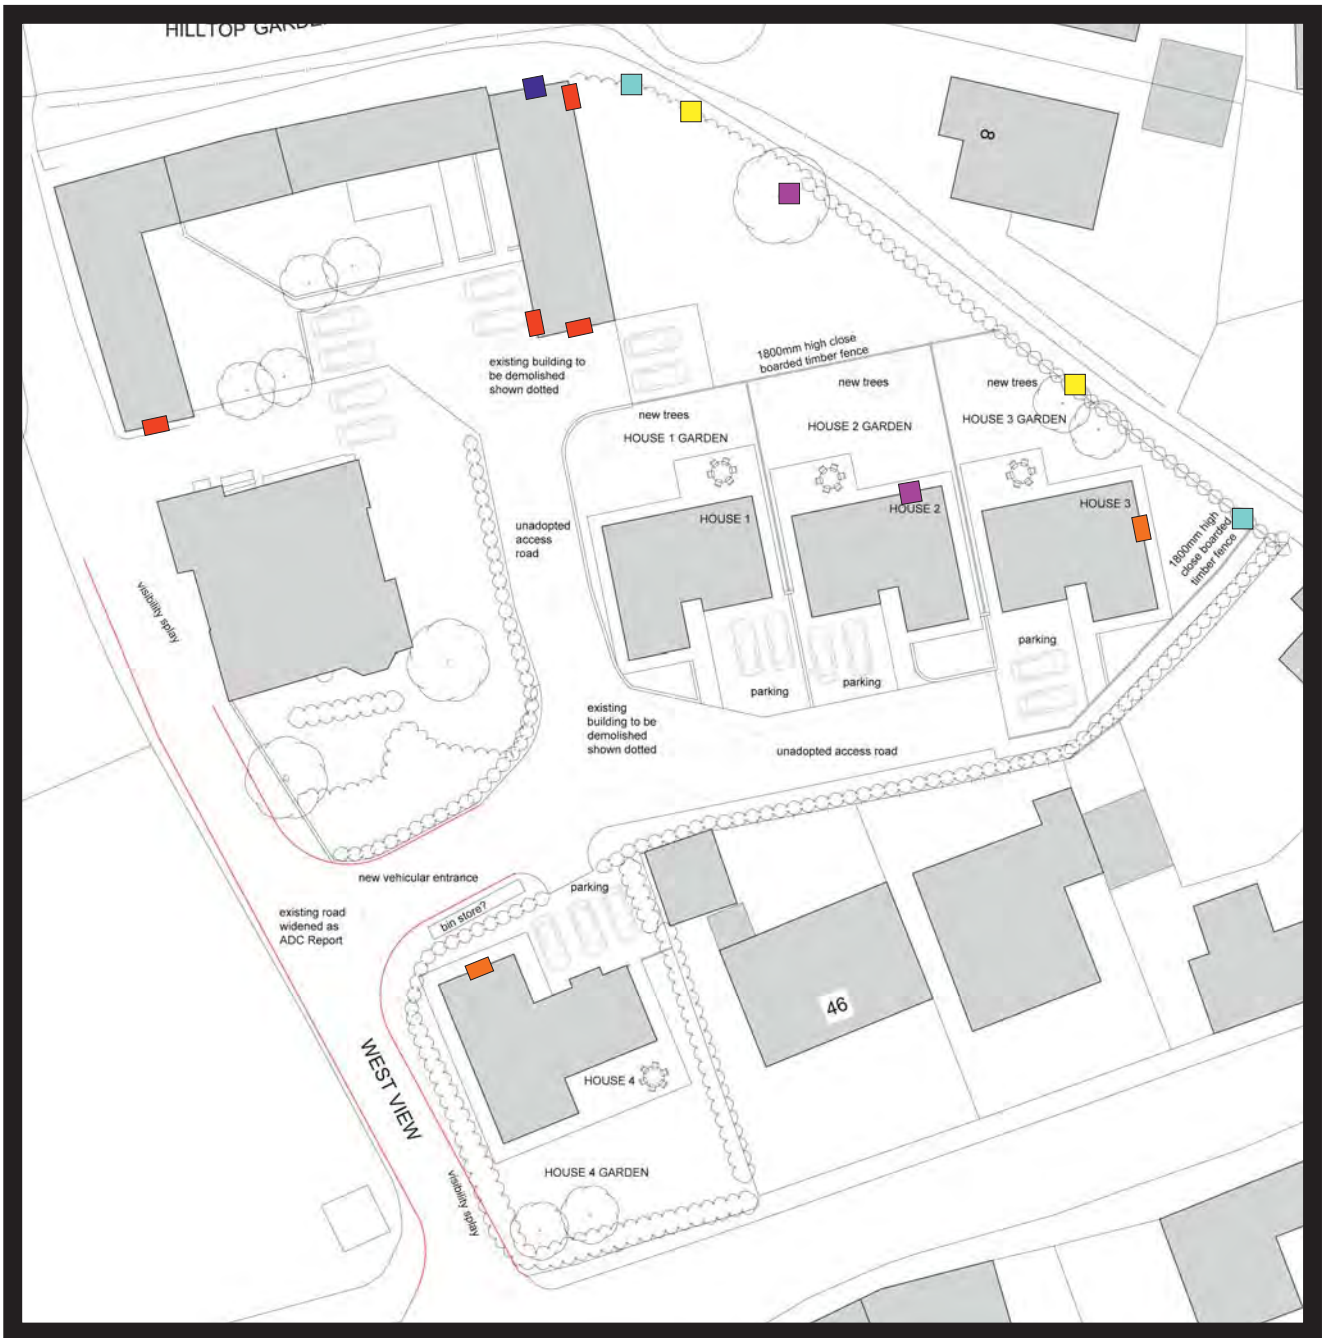 HILLTOP
8
1800mm high close
boarded timber fence
existing building to
be demolished
shown dotted
new trees
new trees
new trees
HOUSE 1 GARDEN
HOUSE 2 GARDEN
HOUSE 3 GARDEN
HOUSE 1
HOUSE 2
HOUSE 3
unadopted
access
road
1800mm high
close boarded
timber fence
visibility splay
parking
parking
parking
existing
building to be
demolished
shown dotted
unadopted access road
new vehicular entrance
parking
existing road
widened as
ADC Report
bin store?
46
WEST VIEW
HOUSE 4
HOUSE 4 GARDEN
visibility splay